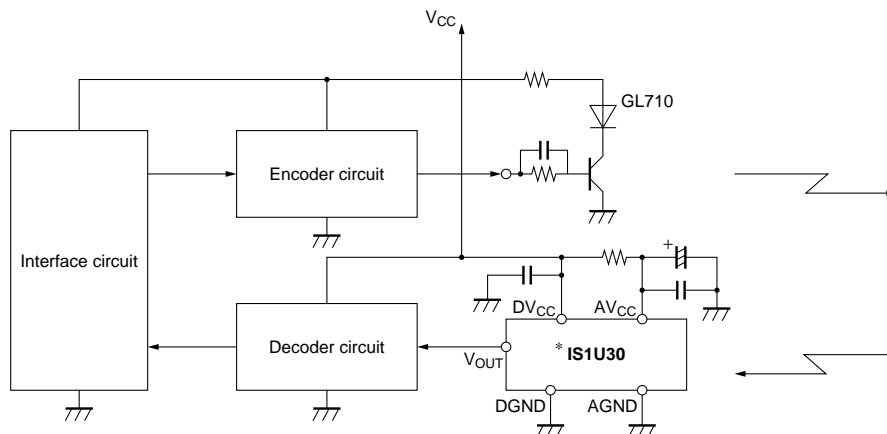 VCC
GL710
Encoder circuit
Interface circuit
+
DVCC
AVCC
Decoder circuit
VOUT
* IS1U30
DGND
AGND